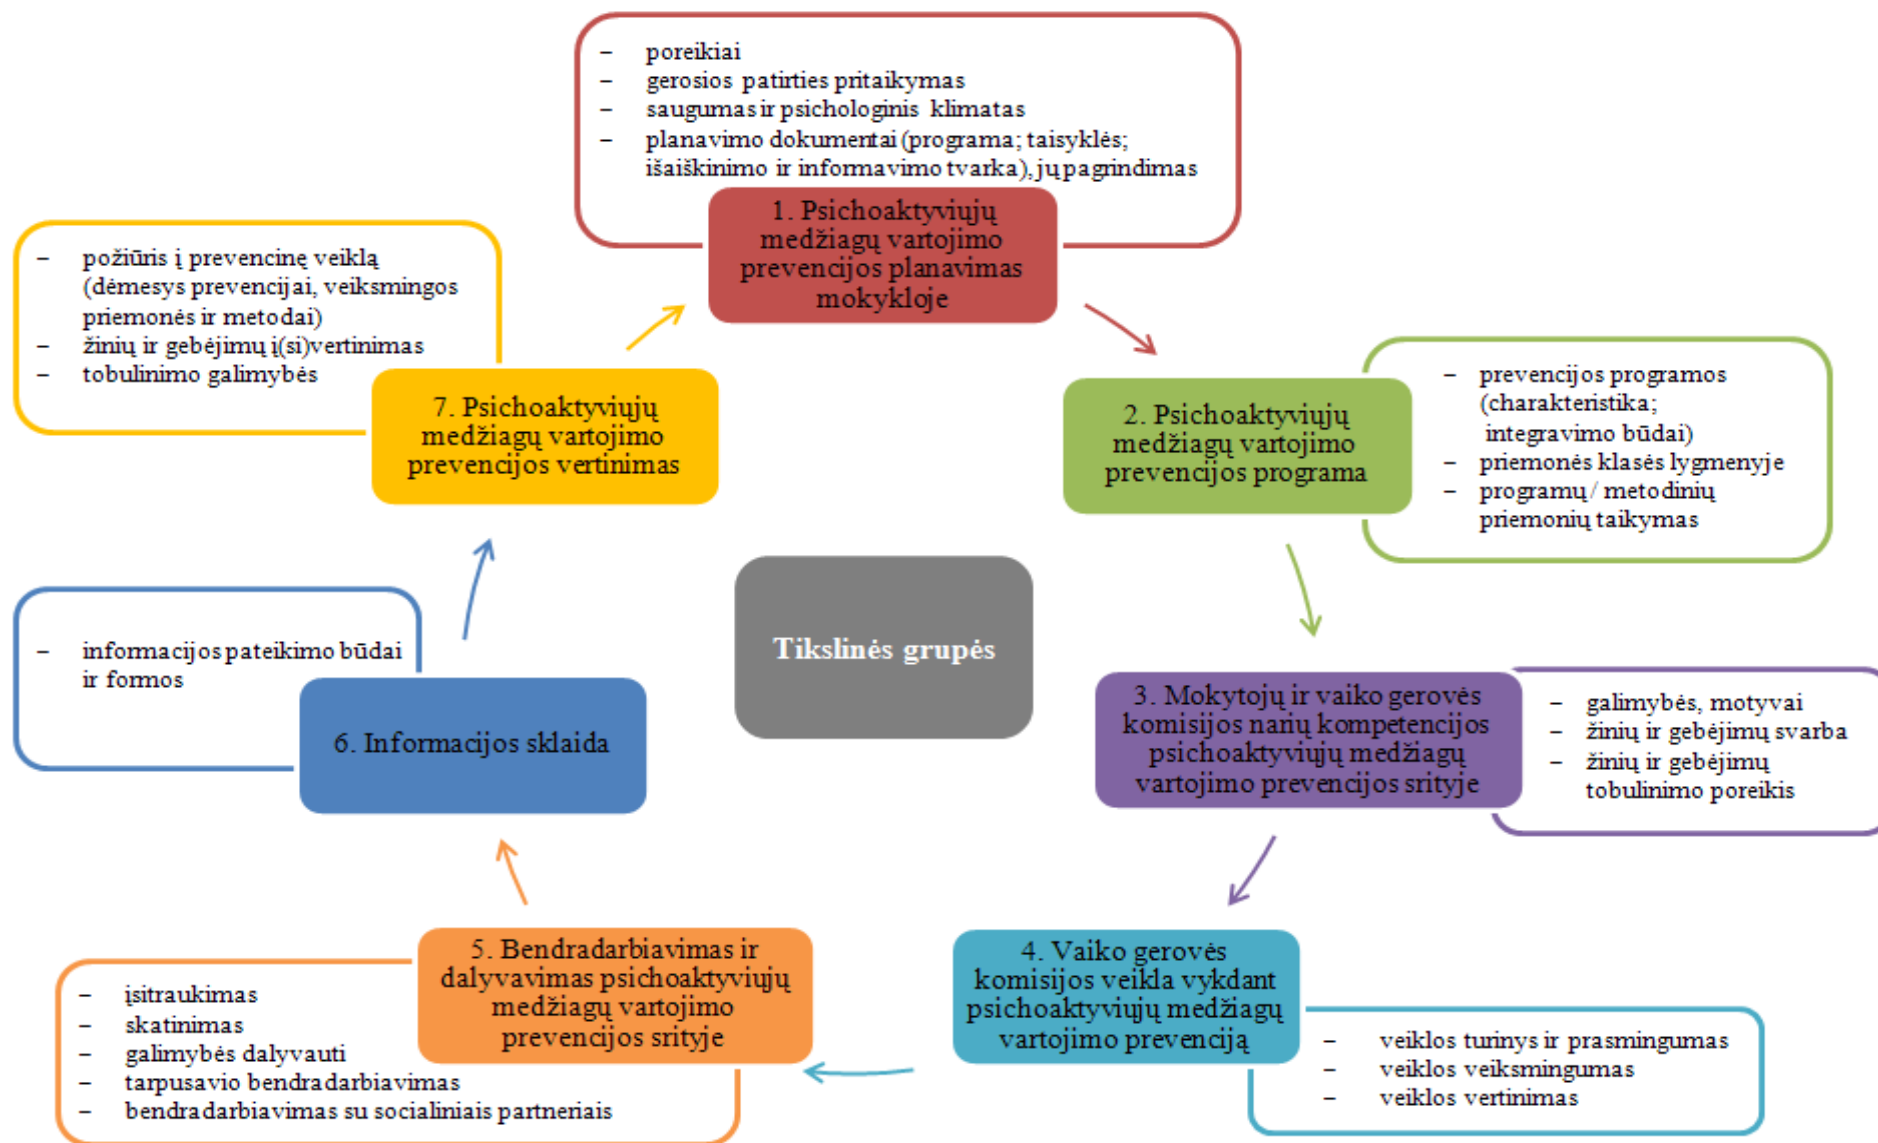 – poreikiai
– gerosios patirties pritaikymas
– saugumas ir psichologinis klimatas
– planavimo dokumentai (programa; taisyklės;
išaiškinimo ir informavimo tvarka), jų pagrindimas
1. Psichoaktyviųjų
medžiagų vartojimo
prevencijos planavimas
mokykloje
– prevencijos programos
(charakteristika;
integravimo būdai)
– priemonės klasės lygmenyje
– programų / metodinių
priemonių taikymas
2. Psichoaktyviųjų
medžiagų vartojimo
prevencijos programa
3. Mokytojų ir vaiko gerovės
komisijos narių kompetencijos
psichoaktyviųjų medžiagų
vartojimo prevencijos srityje
– galimybės, motyvai
– žinių ir gebėjimų svarba
– žinių ir gebėjimų
tobulinimo poreikis
4. Vaiko gerovės
komisijos veikla vykdant
psichoaktyviųjų medžiagų
vartojimo prevenciją
– veiklos turinys ir prasmingumas
– veiklos veiksmingumas
– veiklos vertinimas
5. Bendradarbiavimas ir
dalyvavimas psichoaktyviųjų
medžiagų vartojimo
prevencijos srityje
– įsitraukimas
– skatinimas
– galimybės dalyvauti
– tarpusavio bendradarbiavimas
– bendradarbiavimas su socialiniais partneriais
– informacijos pateikimo būdai
ir formos
6. Informacijos sklaida
– požiūris į prevencinę veiklą
(dėmesys prevencijai, veiksmingos
priemonės ir metodai)
– žinių ir gebėjimų į(si)vertinimas
– tobulinimo galimybės
7. Psichoaktyviųjų
medžiagų vartojimo
prevencijos vertinimas
Tikslinės grupės